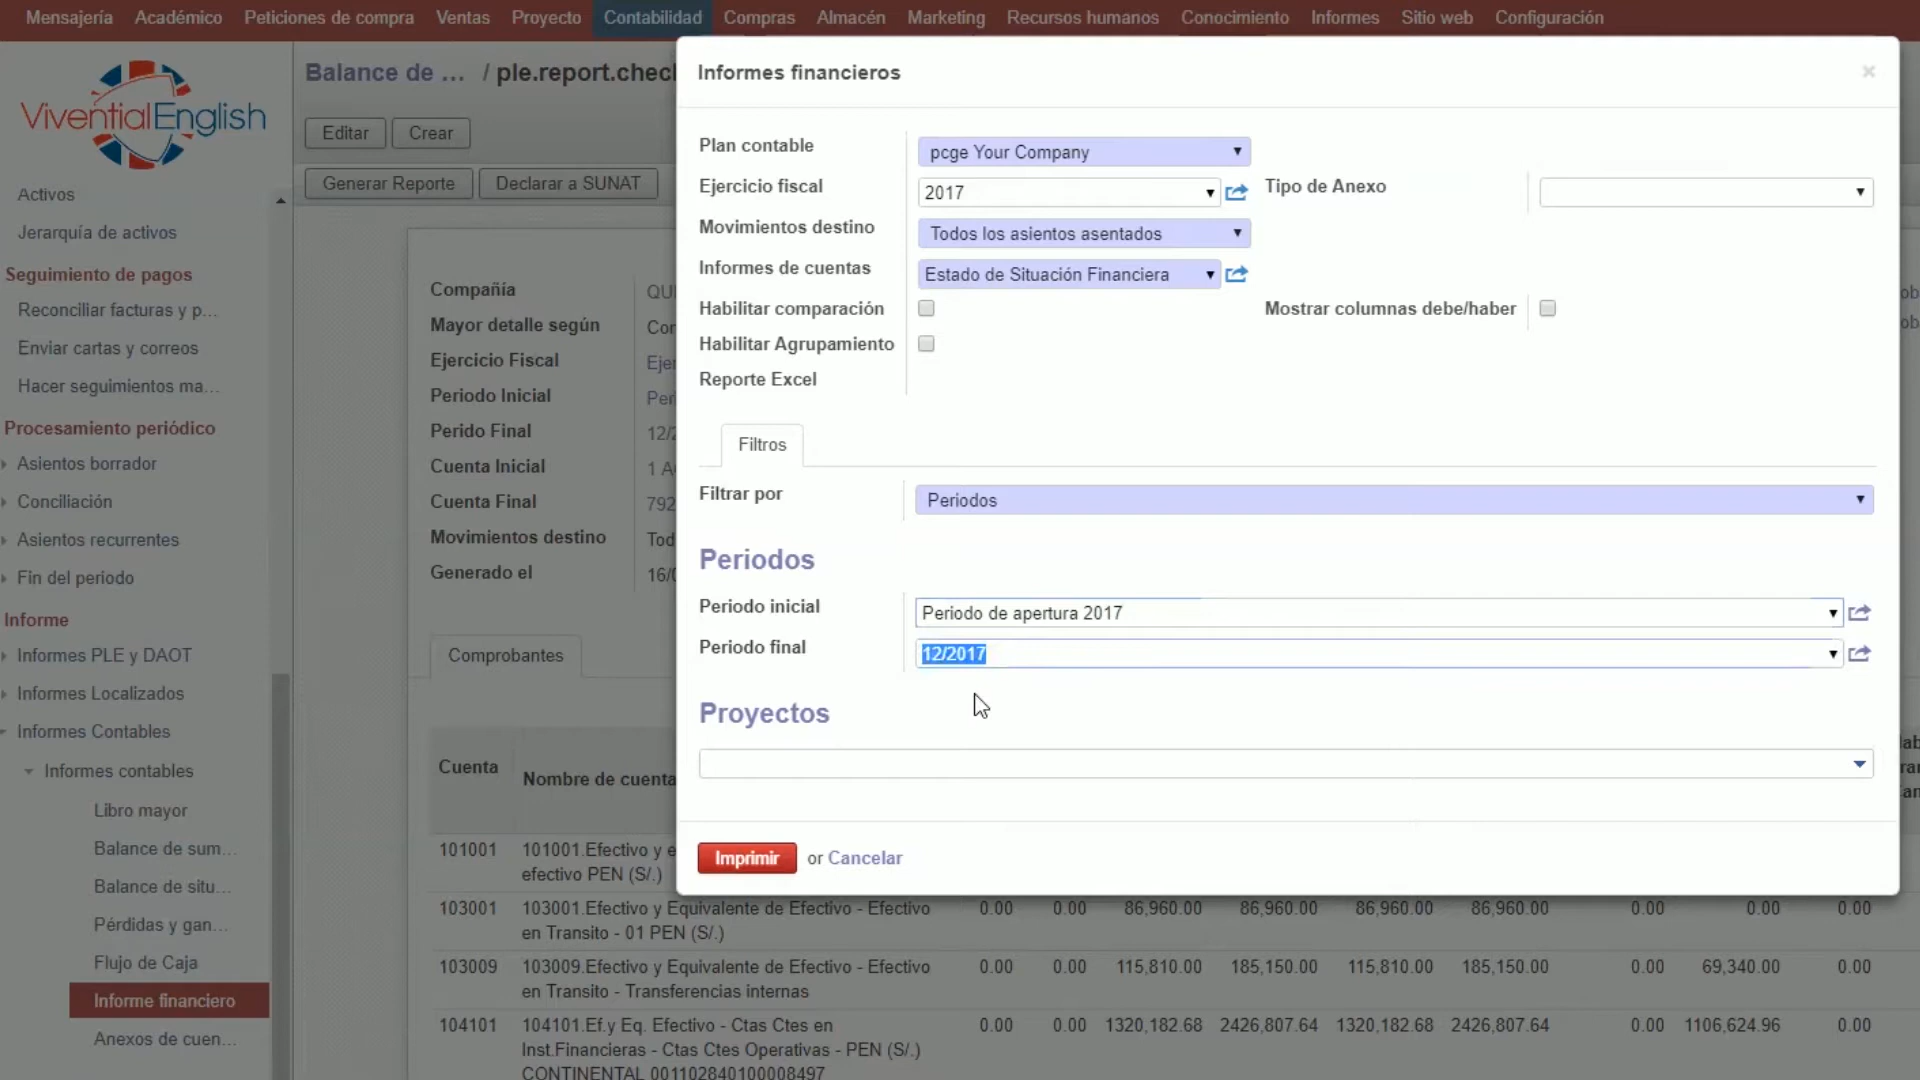 Mensajería Académico Peticiones de compra Ventas Proyecto Contabilidad Compras Almacén Marketing Recursos humanos Conocimiento Informes Sitio web Configuración
ViventialEnglish
Activos
Jerarquía de activos
Seguimiento de pagos
Reconciliar facturas y p...
Enviar cartas y correos
Hacer seguimientos ma...
Procesamiento periódico
Asientos borrador
Conciliación
Asientos recurrentes
Fin del periodo
Informe
Informes PLE y DAOT
Informes Localizados
Informes Contables
Informes contables
Libro mayor
Balance de sum...
Balance de situ...
Pérdidas y gan...
Flujo de Caja
Informe financiero
Anexos de cuen...
Balance de ... / ple.report.chec
Editar Crear
Generar Reporte Declarar a SUNAT
Compañía
Mayor detalle según
Ejercicio Fiscal
Periodo Inicial
Perido Final 12/
Cuenta Inicial
Cuenta Final 792
Movimientos destino Tod
Generado el 16/
Comprobantes
Informes financieros
Plan contable pcge Your Company
Ejercicio fiscal 2017 Tipo de Anexo
Movimientos destino Todos los asientos asentados
Informes de cuentas Estado de Situación Financiera
Habilitar comparación Mostrar columnas debe/haber
Habilitar Agrupamiento
Reporte Excel
Filtros
Filtrar por Periodos
Periodos
Periodo inicial Periodo de apertura 2017
Periodo final 12/2017
Proyectos
Imprimir or Cancelar
Cuenta Nombre de cuenta
101001 101001.Efectivo y e
efectivo PEN (S/.)
103001 103001.Efectivo y Equivalente de Efectivo - Efectivo 0.00 0.00 86,960.00 86,960.00 86,960.00 86,960.00 0.00 0.00 0.00
en Transito - 01 PEN (S/.)
103009 103009.Efectivo y Equivalente de Efectivo - Efectivo 0.00 0.00 115,810.00 185,150.00 115,810.00 185,150.00 0.00 69,340.00 0.00
en Transito - Transferencias internas
104101 104101.Ef.y Eq. Efectivo - Ctas Ctes en 0.00 0.00 1320,182.68 2426,807.64 1320,182.68 2426,807.64 0.00 1106,624.96 0.00
Inst.Financieras - Ctas Ctes Operativas - PEN (S/.)
CONTINENTAL 001102840100008497